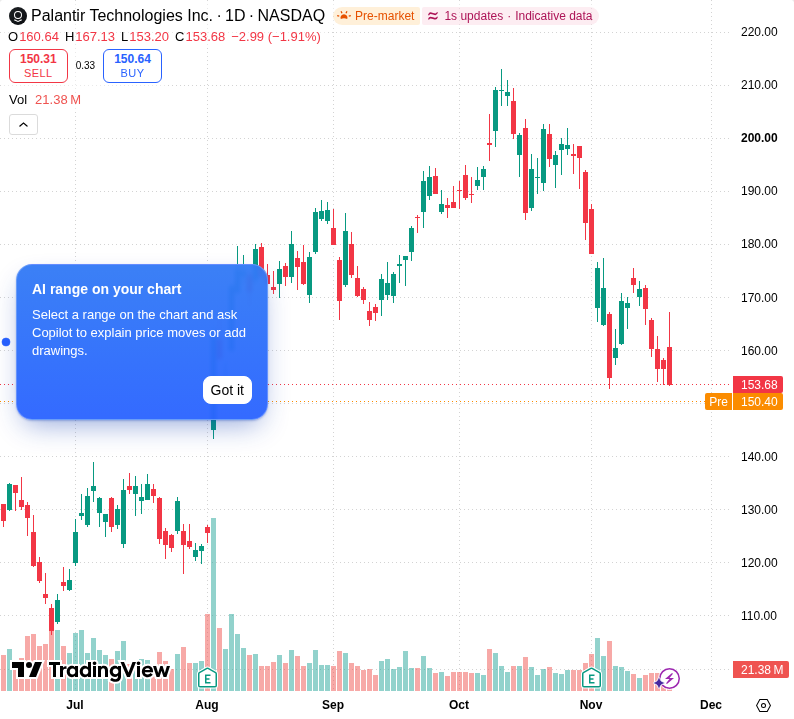 Palantir Technologies Inc. · 1D · NASDAQ
Pre-market
1s updates · Indicative data
O160.64 H167.13 L153.20 C153.68 −2.99 (−1.91%)
150.31
SELL
0.33
150.64
BUY
Vol 21.38 M
AI range on your chart
Select a range on the chart and ask
Copilot to explain price moves or add
drawings.
Got it
220.00
210.00
200.00
190.00
180.00
170.00
160.00
153.68
Pre 150.40
140.00
130.00
120.00
110.00
21.38 M
TradingView
E
E
Jul Aug Sep Oct Nov Dec